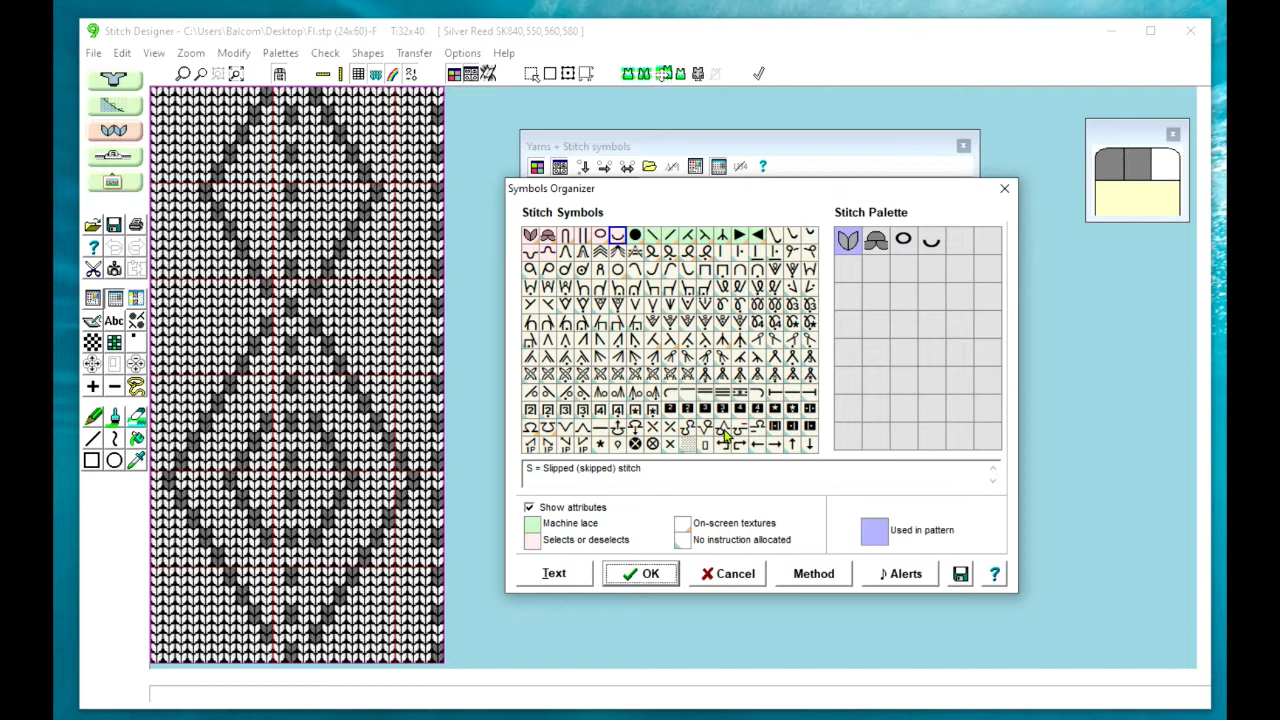 Stitch Designer - C:\Users\Balcom\Desktop\FI.stp (24x60)-F T:32x40 [ Silver Reed SK840,550,560,580 ]
File Edit View Zoom Modify Palettes Check Shapes Transfer Options Help
Yarns + Stitch symbols
Symbols Organizer
Stitch Symbols
Stitch Palette
S = Slipped (skipped) stitch
Show attributes
Machine lace
On-screen textures
Used in pattern
Selects or deselects
No instruction allocated
Text
OK
Cancel
Method
Alerts
Abc